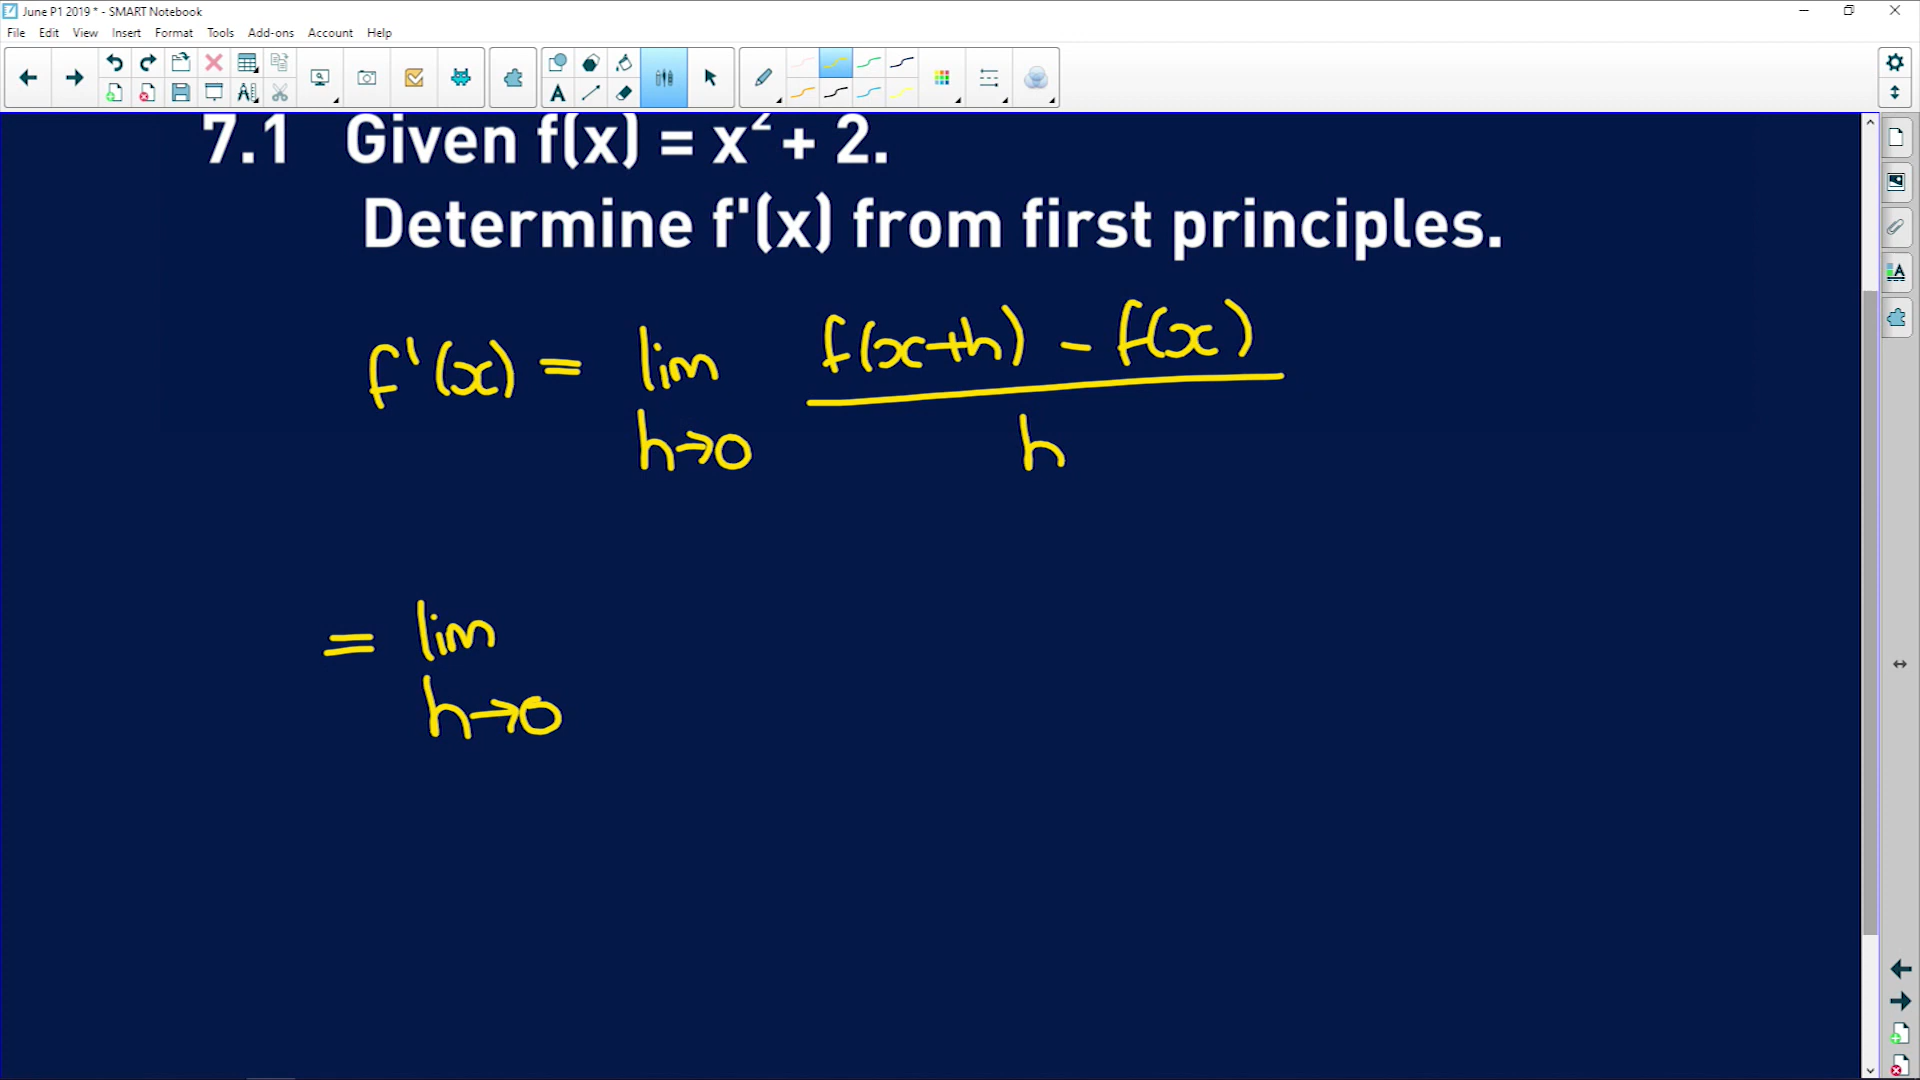 June P1 2019 * - SMART Notebook
File Edit View Insert Format Tools Add-ons Account Help
7.1 Given f(x) = x² + 2.
Determine f'(x) from first principles.
f'(x) = lim f(x+h) - f(x)
h→0 h
= lim
h→0